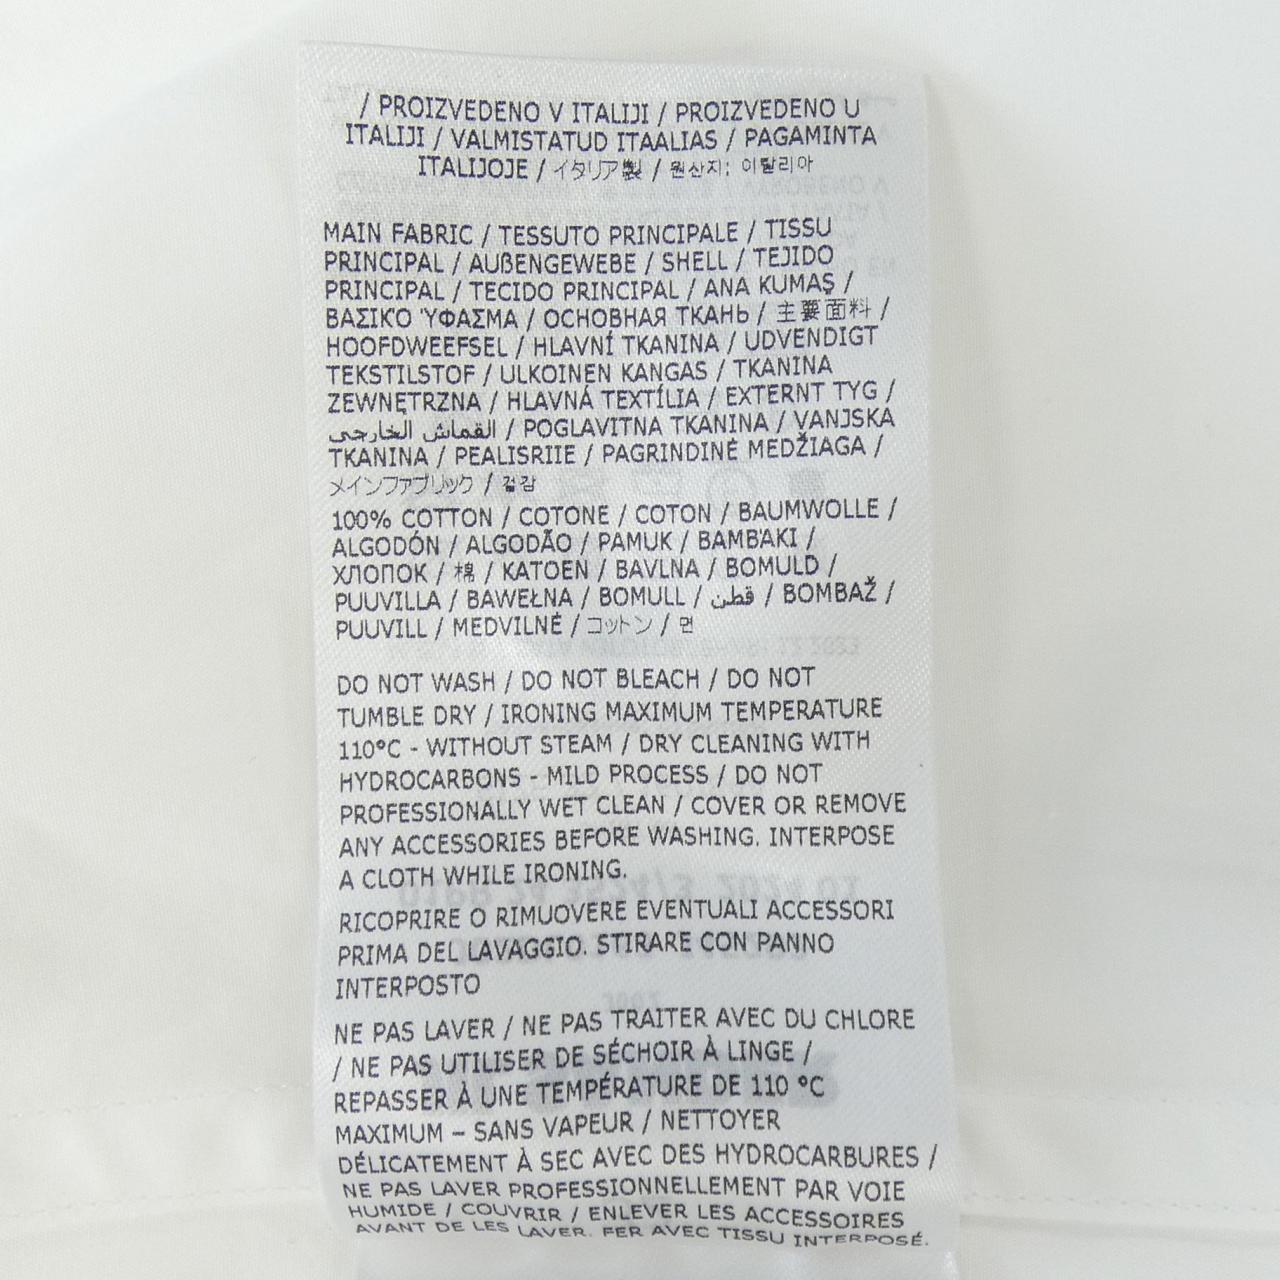 / PROIZVEDENO V ITALIJI / PROIZVEDENO U
ITALIJI / VALMISTATUD ITAALIAS / PAGAMINTA
ITALIJOJE / イタリア製 / 원산지: 이탈리아
MAIN FABRIC / TESSUTO PRINCIPALE / TISSU
PRINCIPAL / AUßENGEWEBE / SHELL / TEJIDO
PRINCIPAL / TECIDO PRINCIPAL / ANA KUMAŞ /
ΒΑΣΙΚΌ ΎΦΑΣΜΑ / ОСНОВНАЯ ТКАНЬ / 主要面料 /
HOOFDWEEFSEL / HLAVNÍ TKANINA / UDVENDIGT
TEKSTILSTOF / ULKOINEN KANGAS / TKANINA
ZEWNĘTRZNA / HLAVNÁ TEXTÍLIA / EXTERNT TYG /
القماش الخارجي / POGLAVITNA TKANINA / VANJSKA
TKANINA / PEALISRIIE / PAGRINDINĖ MEDŽIAGA /
メインファブリック / 겉감
100% COTTON / COTONE / COTON / BAUMWOLLE /
ALGODÓN / ALGODÃO / PAMUK / ΒΑΜΒΆΚΙ /
ХЛОПОК / 棉 / KATOEN / BAVLNA / BOMULD /
PUUVILLA / BAWEŁNA / BOMULL / قطن / BOMBAŽ /
PUUVILL / MEDVILNĖ / コットン / 면
DO NOT WASH / DO NOT BLEACH / DO NOT
TUMBLE DRY / IRONING MAXIMUM TEMPERATURE
110°C - WITHOUT STEAM / DRY CLEANING WITH
HYDROCARBONS - MILD PROCESS / DO NOT
PROFESSIONALLY WET CLEAN / COVER OR REMOVE
ANY ACCESSORIES BEFORE WASHING. INTERPOSE
A CLOTH WHILE IRONING.
RICOPRIRE O RIMUOVERE EVENTUALI ACCESSORI
PRIMA DEL LAVAGGIO. STIRARE CON PANNO
INTERPOSTO
NE PAS LAVER / NE PAS TRAITER AVEC DU CHLORE
/ NE PAS UTILISER DE SÉCHOIR À LINGE /
REPASSER À UNE TEMPÉRATURE DE 110 °C
MAXIMUM – SANS VAPEUR / NETTOYER
DÉLICATEMENT À SEC AVEC DES HYDROCARBURES /
NE PAS LAVER PROFESSIONNELLEMENT PAR VOIE
HUMIDE / COUVRIR / ENLEVER LES ACCESSOIRES
AVANT DE LES LAVER. FER AVEC TISSU INTERPOSÉ.